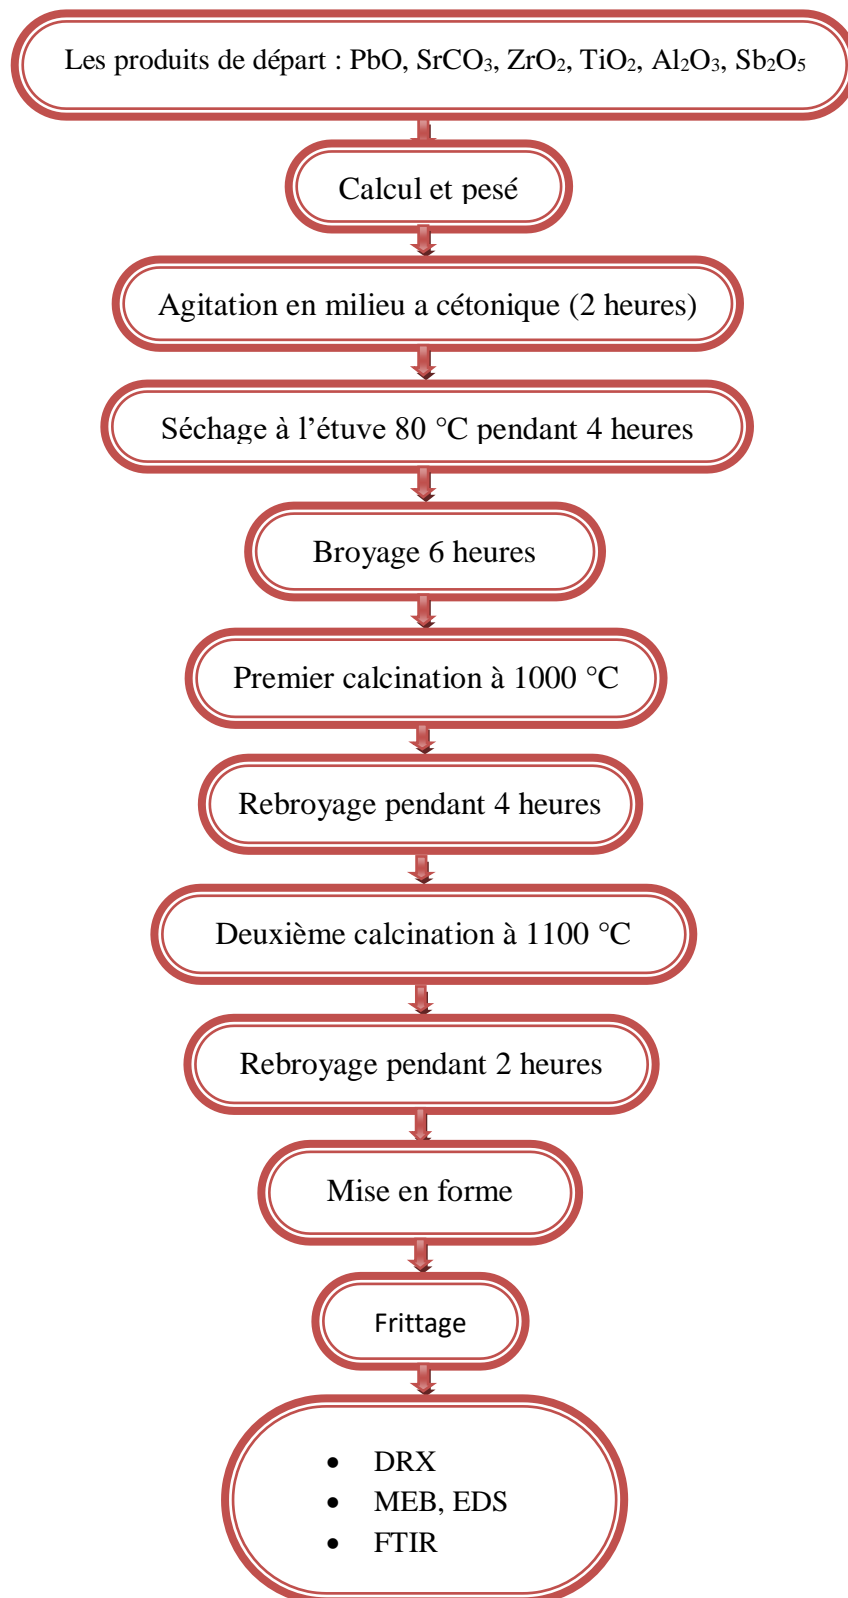 Les produits de départ : PbO, SrCO₃, ZrO₂, TiO₂, Al₂O₃, Sb₂O₅
Calcul et pesé
Agitation en milieu a cétonique (2 heures)
Séchage à l’étuve 80 °C pendant 4 heures
Broyage 6 heures
Premier calcination à 1000 °C
Rebroyage pendant 4 heures
Deuxième calcination à 1100 °C
Rebroyage pendant 2 heures
Mise en forme
Frittage
• DRX
• MEB, EDS
• FTIR